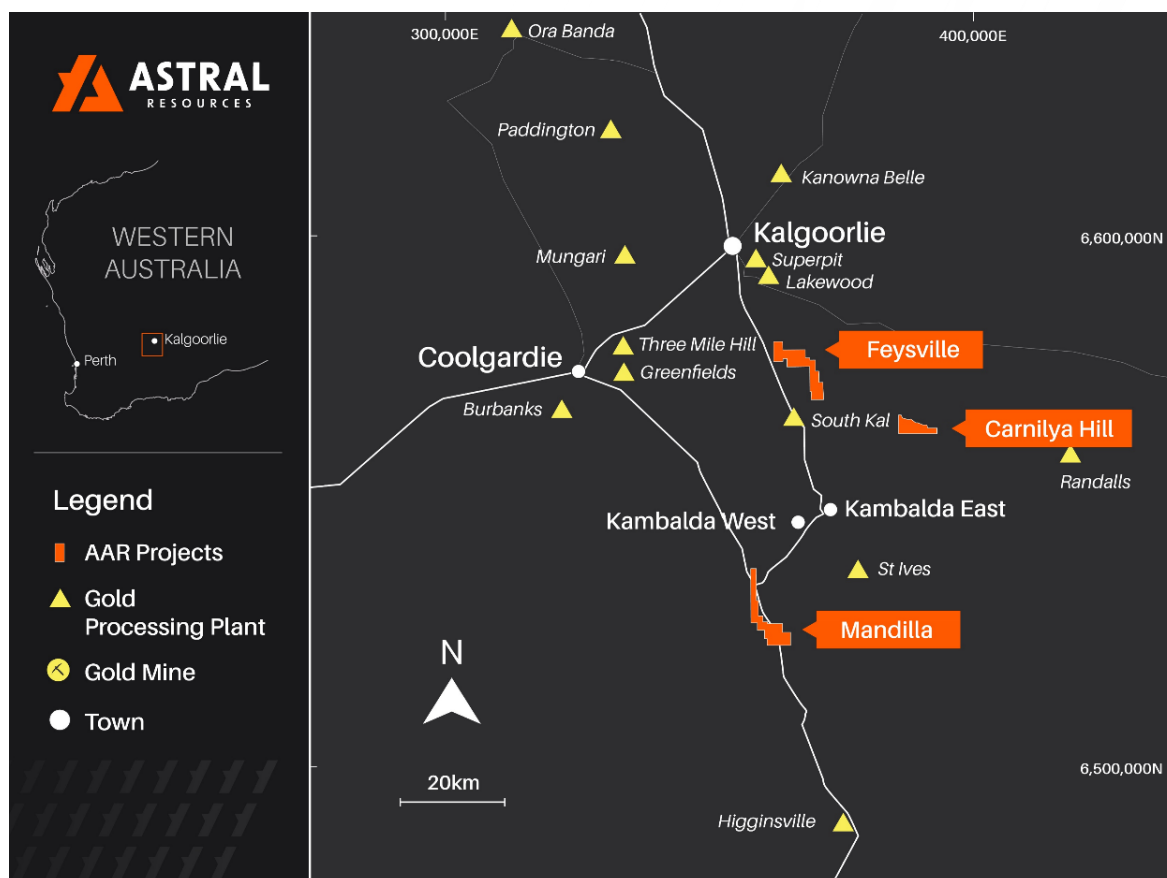 ASTRAL
RESOURCES
WESTERN
AUSTRALIA
Kalgoorlie
Perth
Legend
AAR Projects
Gold
Processing Plant
Gold Mine
Town
300,000E
Ora Banda
400,000E
Paddington
Kanowna Belle
Kalgoorlie
6,600,000N
Mungari
Superpit
Lakewood
Three Mile Hill
Feysville
Coolgardie
Greenfields
Burbanks
South Kal
Carnilya Hill
Randalls
Kambalda West
Kambalda East
St Ives
Mandilla
N
20km
6,500,000N
Higginsville